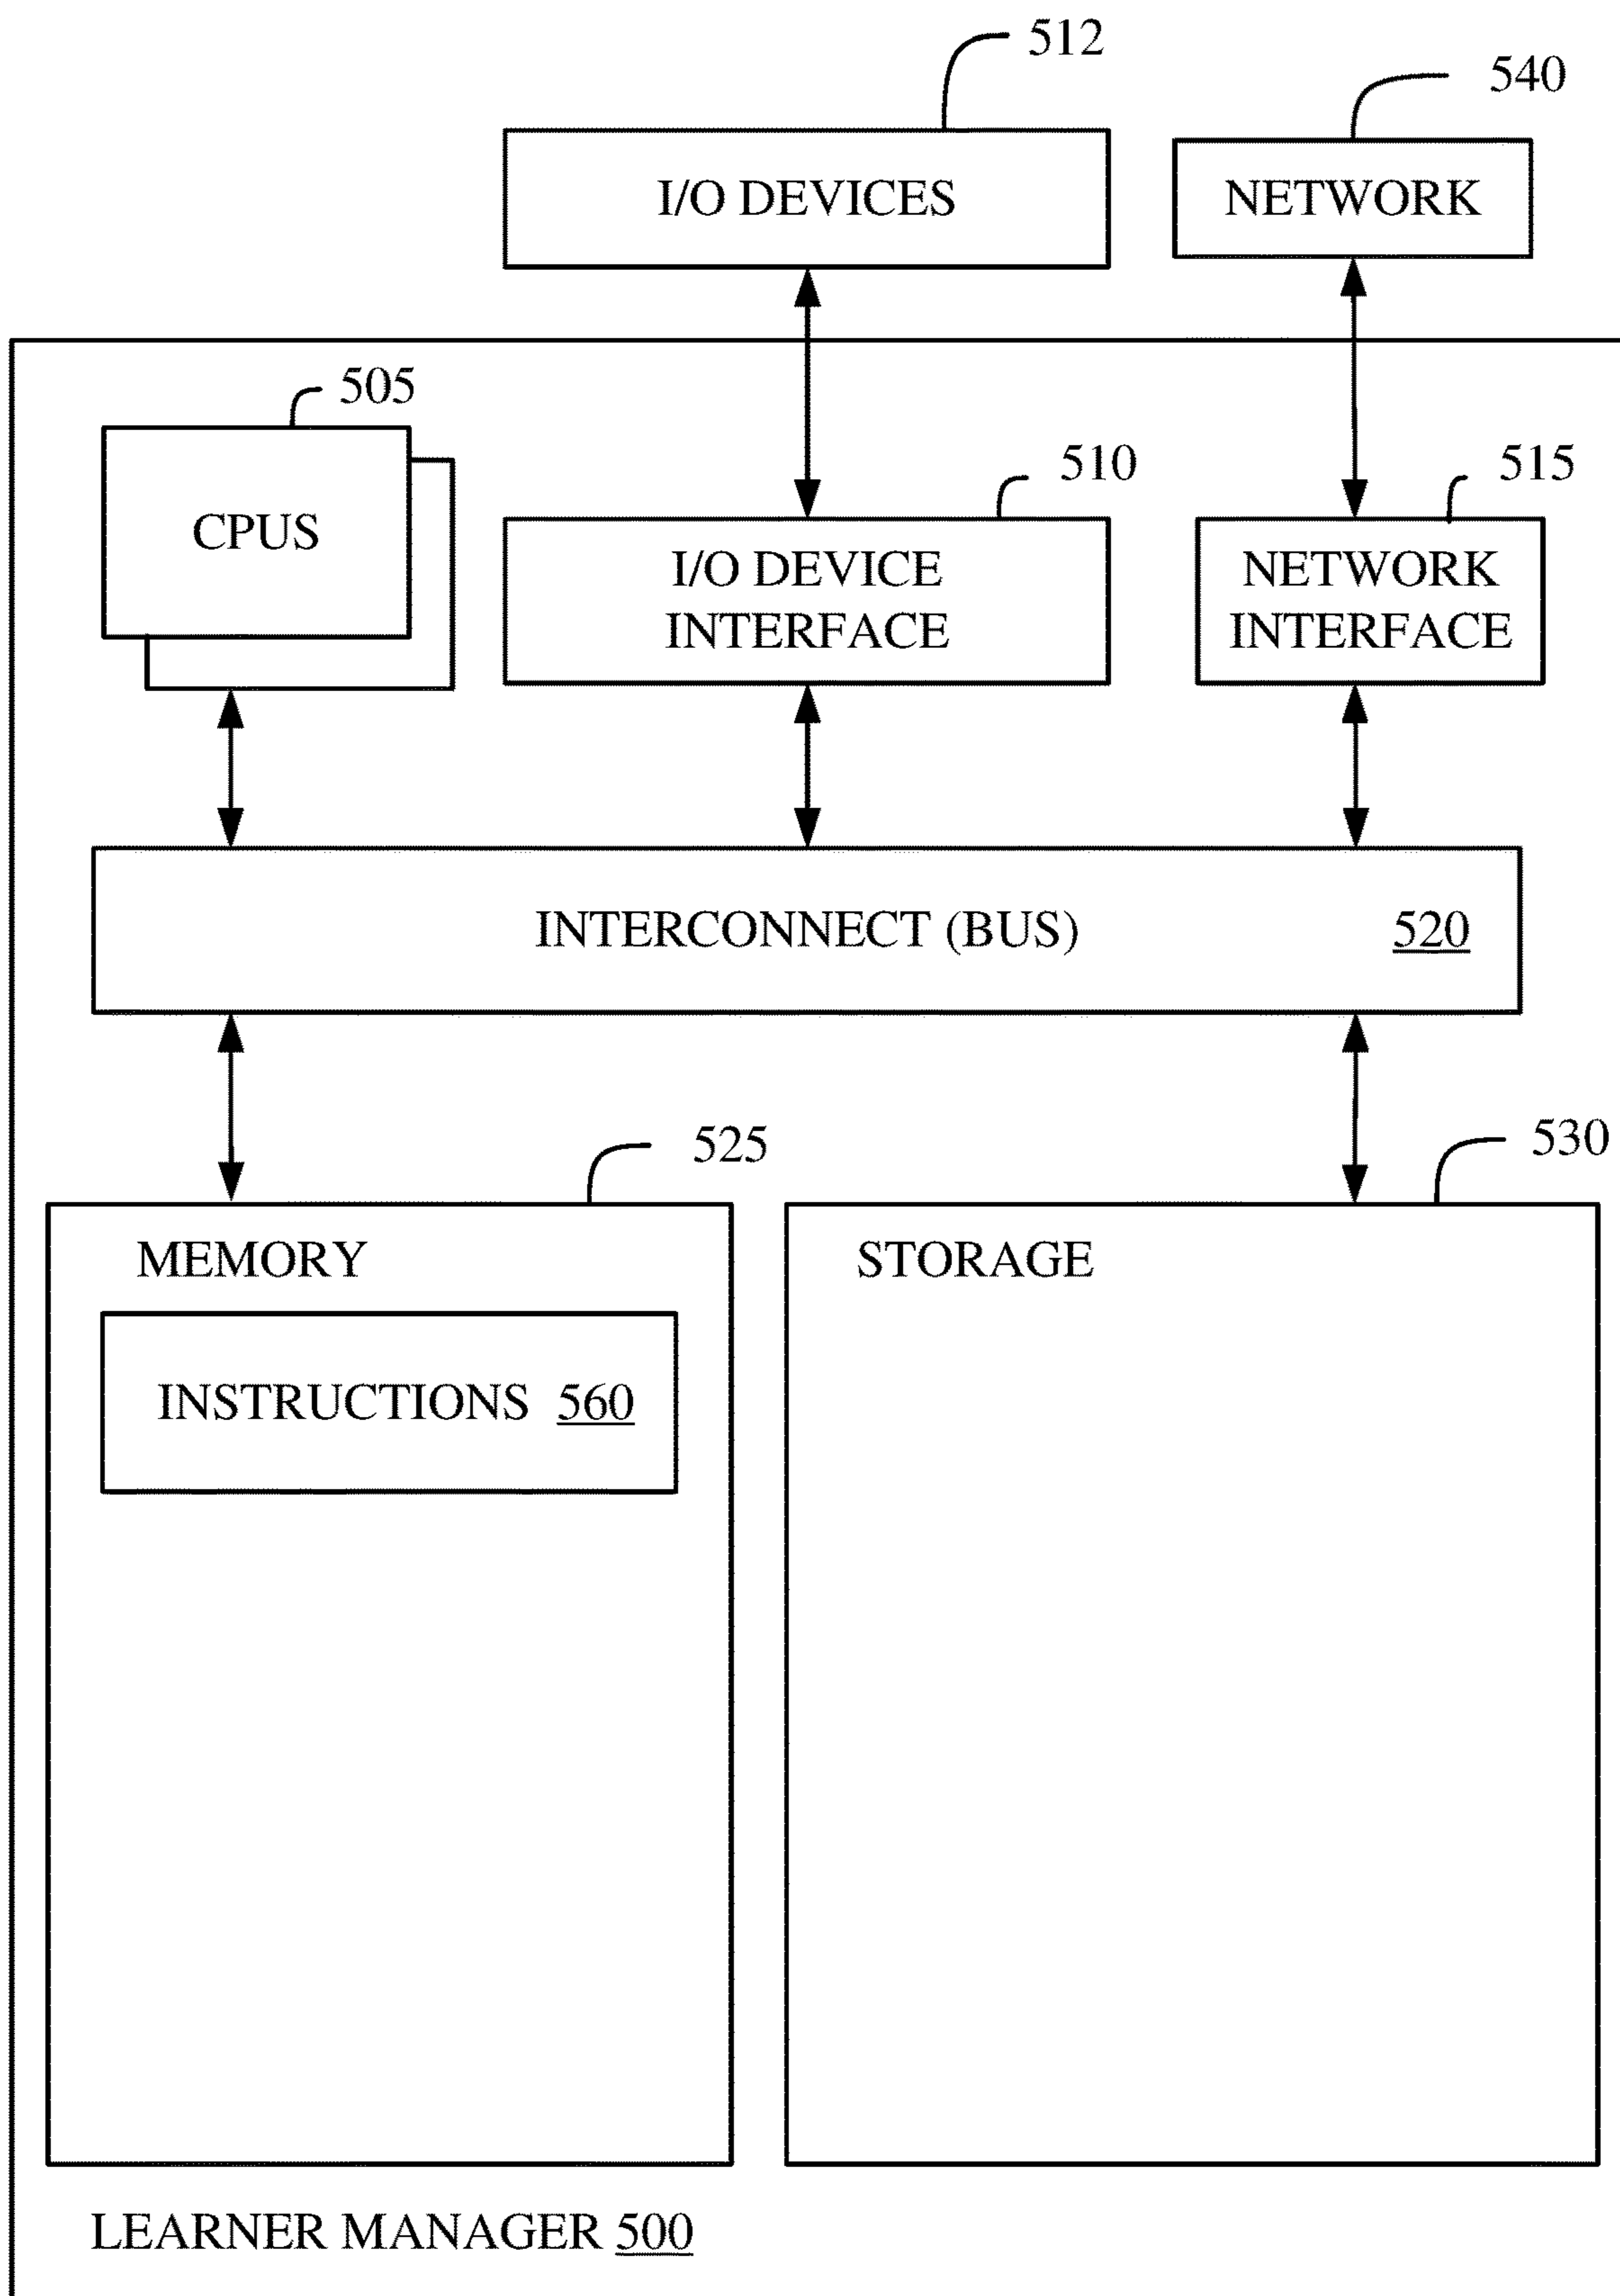 512
540
I/O DEVICES
NETWORK
505
510
515
CPUS
I/O DEVICE
INTERFACE
NETWORK
INTERFACE
INTERCONNECT (BUS) 520
525
530
MEMORY
STORAGE
INSTRUCTIONS 560
LEARNER MANAGER 500